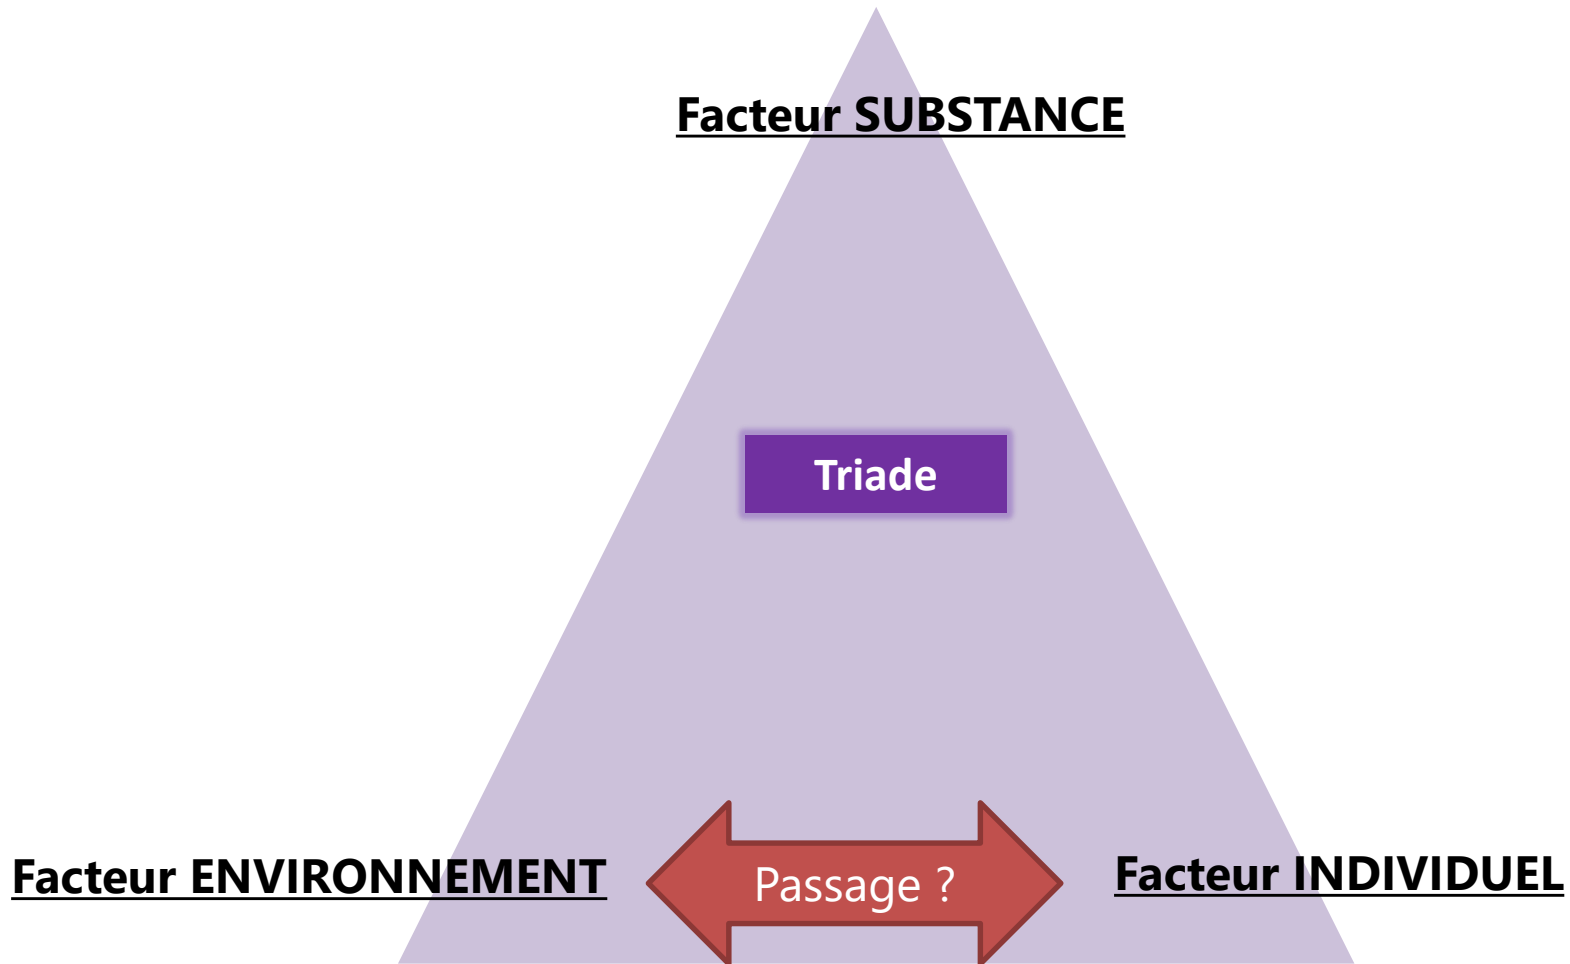 Facteur SUBSTANCE
Triade
Facteur ENVIRONNEMENT
Passage ?
Facteur INDIVIDUEL